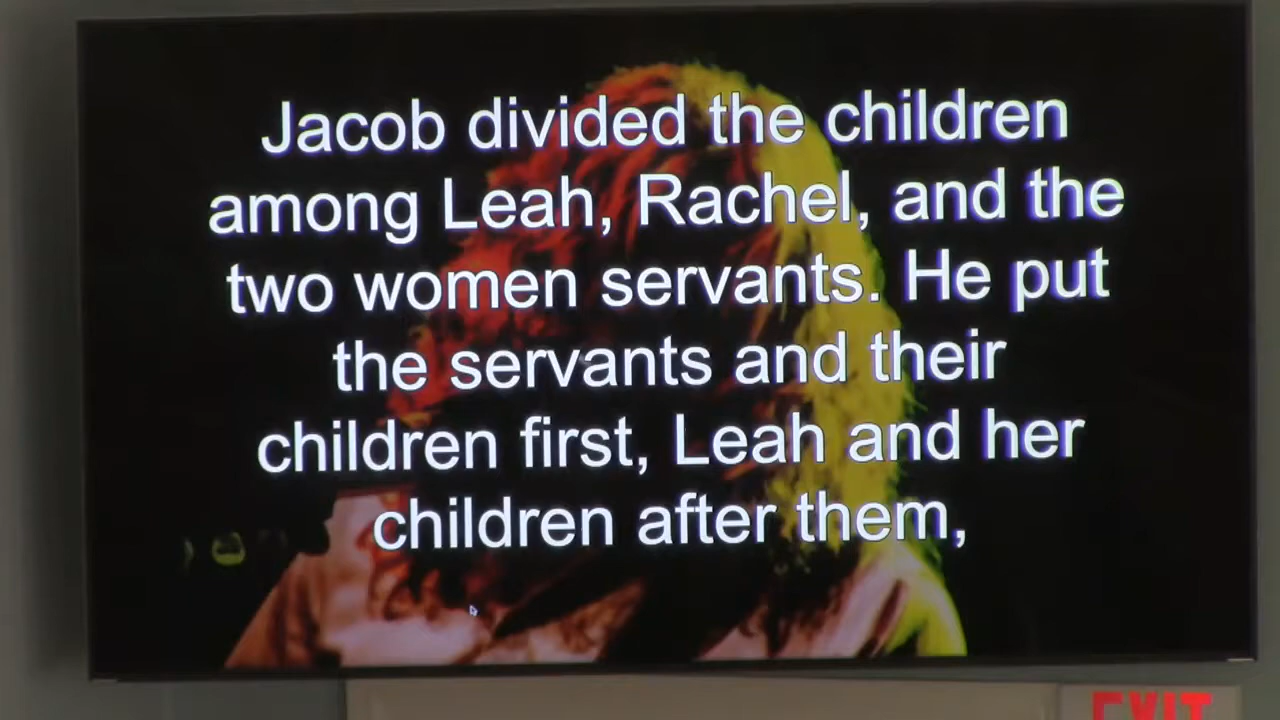 Jacob divided the children
among Leah, Rachel, and the
two women servants. He put
the servants and their
children first, Leah and her
children after them,
EXIT